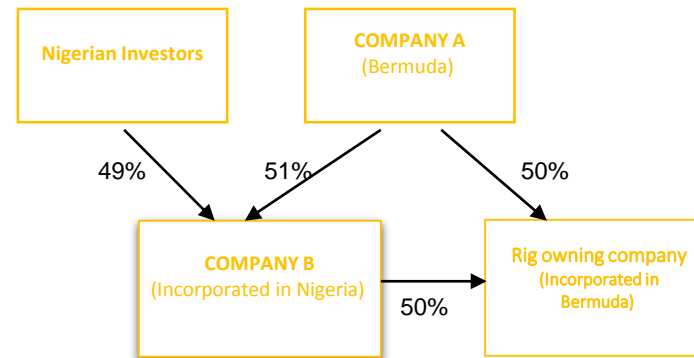 Nigerian Investors
COMPANY A
(Bermuda)
49%
51%
50%
COMPANY B
(Incorporated in Nigeria)
50%
Rig owning company
(Incorporated in
Bermuda)